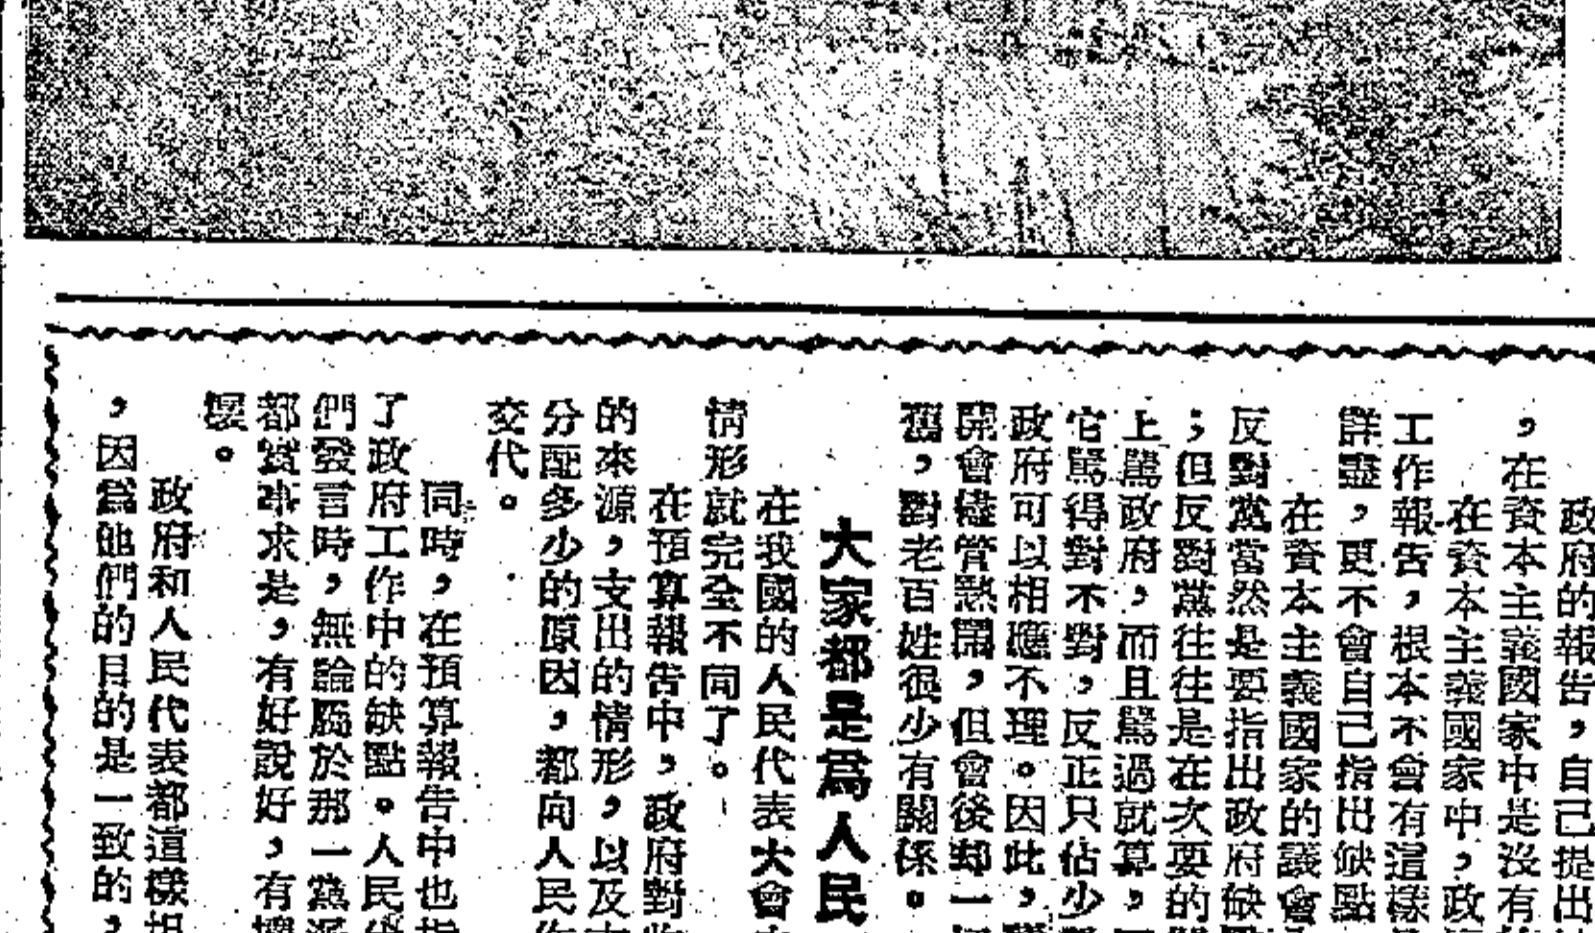 政府的報告，自己提出
，在資本主義國家中是沒有
在資本主義國家中，政
工作報告，根本不會有這樣
詳盡，更不會自己指出缺點
在資本主義國家的議會
反對黨當然是要指出政府缺
；但反對黨往往是在次要的
上罵政府，而且罵過就算，
它罵得對不對，反正只佔少
政府可以相應不理。因此，
開會儘管熱鬧，但會後却一
舊，對老百姓很少有關係。
大家都是爲人民
在我國的人民代表大會
情形就完全不同了。
在預算報告中，政府對
的來源，支出的情形，以及
分配多少的原因，都向人民
交代。
同時，在預算報告中也
了政府工作中的缺點。人民
們發言時，無論屬於那一黨
都實事求是，有好說好，有
壞。
政府和人民代表都這樣
，因爲他們的目的是一致的，